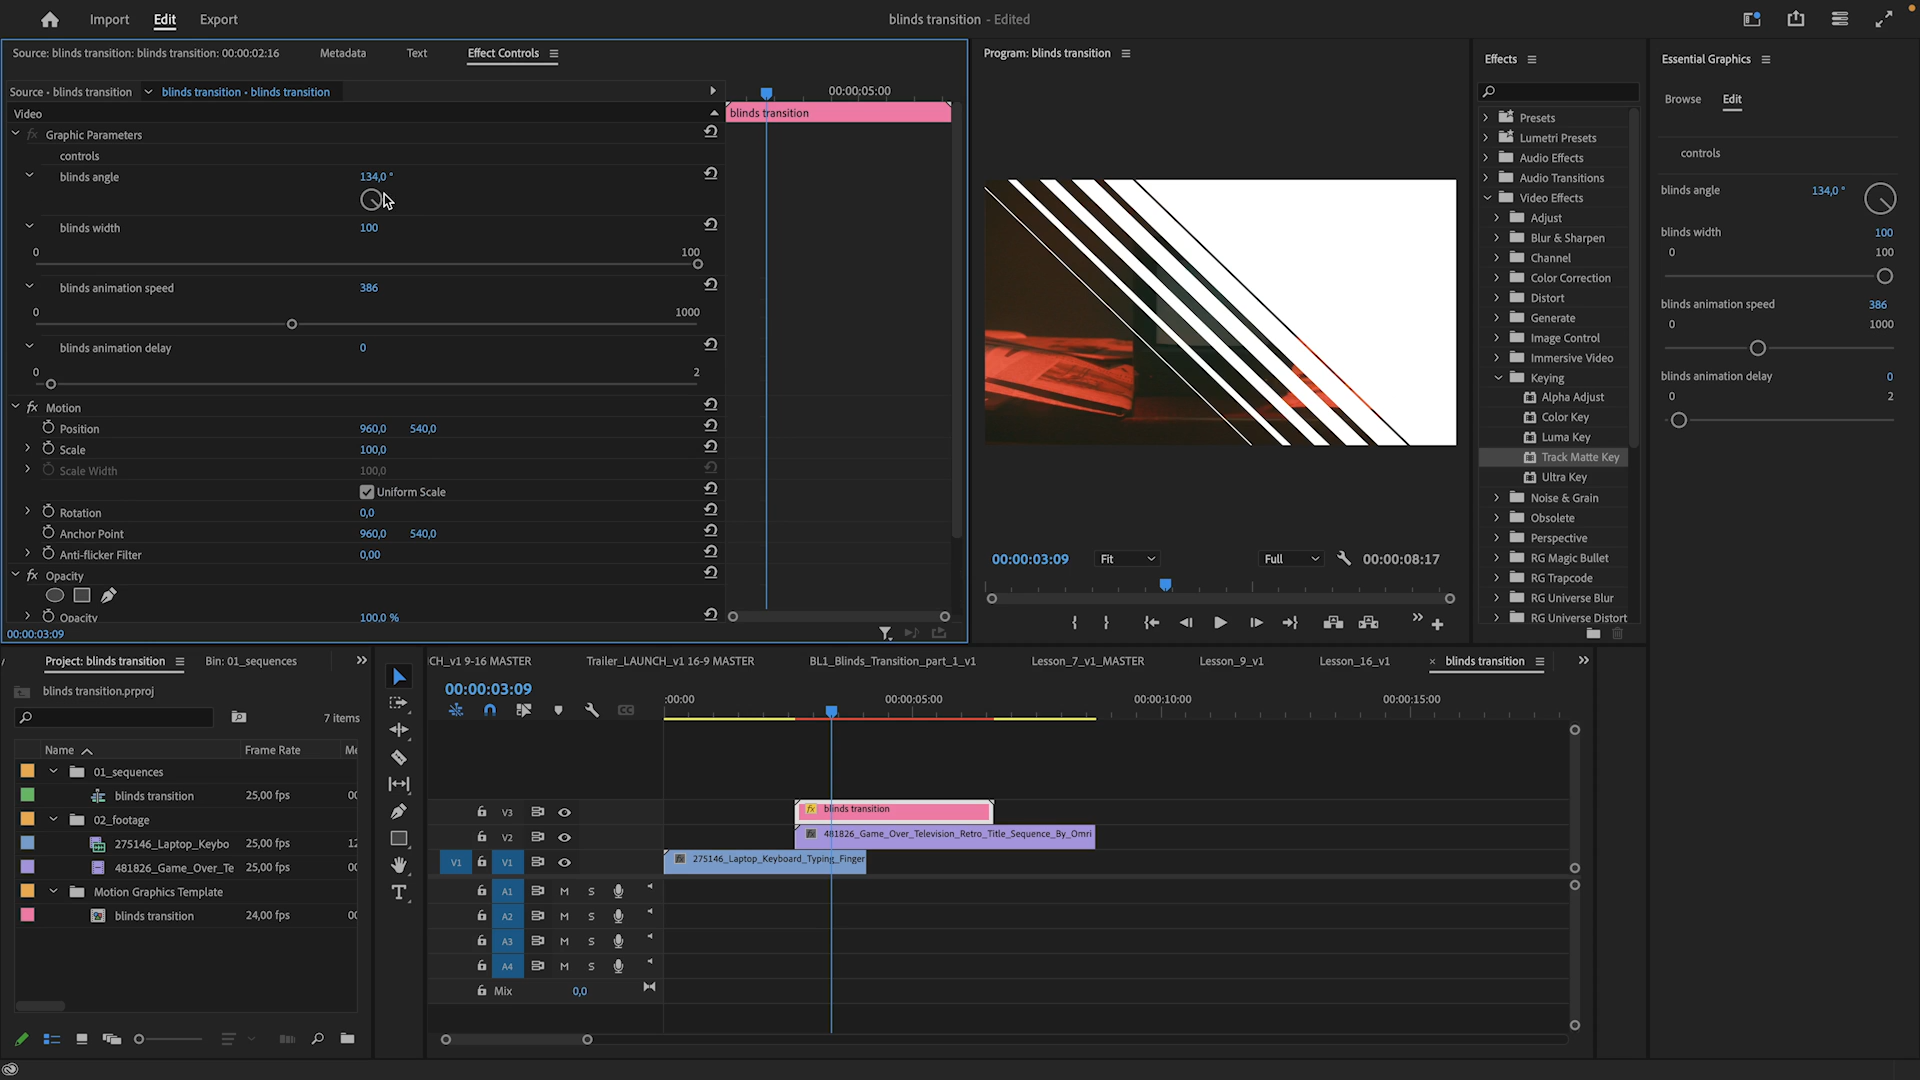 Import Edit Export
blinds transition - Edited
Source: blinds transition: blinds transition: 00:00:02:16 Metadata Text Effect Controls
Source • blinds transition blinds transition • blinds transition
00:00:05:00
Video
blinds transition
fx Graphic Parameters
controls
blinds angle 134,0 °
blinds width 100
0 100
blinds animation speed 386
0 1000
blinds animation delay 0
0 2
fx Motion
Position 960,0 540,0
Scale 100,0
Scale Width 100,0
Uniform Scale
Rotation 0,0
Anchor Point 960,0 540,0
Anti-flicker Filter 0,00
fx Opacity
Opacity 100,0 %
00:00:03:09
Program: blinds transition
00:00:03:09 Fit Full 00:00:08:17
Effects
Presets
Lumetri Presets
Audio Effects
Audio Transitions
Video Effects
Adjust
Blur & Sharpen
Channel
Color Correction
Distort
Generate
Image Control
Immersive Video
Keying
Alpha Adjust
Color Key
Luma Key
Track Matte Key
Ultra Key
Noise & Grain
Obsolete
Perspective
RG Magic Bullet
RG Trapcode
RG Universe Blur
RG Universe Distort
Essential Graphics
Browse Edit
controls
blinds angle 134,0 °
blinds width 100
0 100
blinds animation speed 386
0 1000
blinds animation delay 0
0 2
Project: blinds transition Bin: 01_sequences
blinds transition.prproj
7 items
Name Frame Rate Me
01_sequences
blinds transition 25,00 fps 00
02_footage
275146_Laptop_Keybo 25,00 fps 12
481826_Game_Over_Te 25,00 fps 00
Motion Graphics Template
blinds transition 24,00 fps 00
CH_v1 9-16 MASTER Trailer_LAUNCH_v1 16-9 MASTER BL1_Blinds_Transition_part_1_v1 Lesson_7_v1_MASTER Lesson_9_v1 Lesson_16_v1 × blinds transition
00:00:03:09
:00:00 00:00:05:00 00:00:10:00 00:00:15:00
CC
V3 fx blinds transition
V2 481826_Game_Over_Television_Retro_Title_Sequence_By_Omri
V1 V1 275146_Laptop_Keyboard_Typing_Finger
A1 M S
A2 M S
A3 M S
A4 M S
Mix 0,0
T